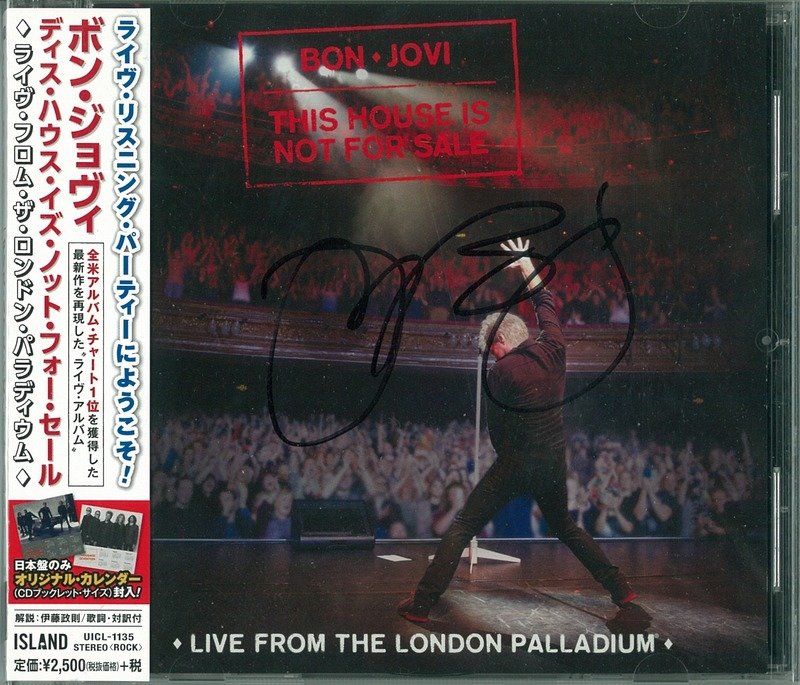 ライヴ・リスニング・パーティーにようこそ!
ボン・ジョヴィ
ディス・ハウス・イズ・ノット・フォー・セール
◊ライヴ・フロム・ザ・ロンドン・パラディウム◊
全米アルバム・チャート1位を獲得した
最新作を再現した“ライヴ・アルバム”
日本盤のみ
オリジナル・カレンダー
(CDブックレット・サイズ)封入!
解説:伊藤政則/歌詞・対訳付
ISLAND UICL-1135
STEREO<ROCK>
定価:¥2,500(税抜価格)+税
BON♦JOVI
THIS HOUSE IS
NOT FOR SALE
♦ LIVE FROM THE LONDON PALLADIUM ♦